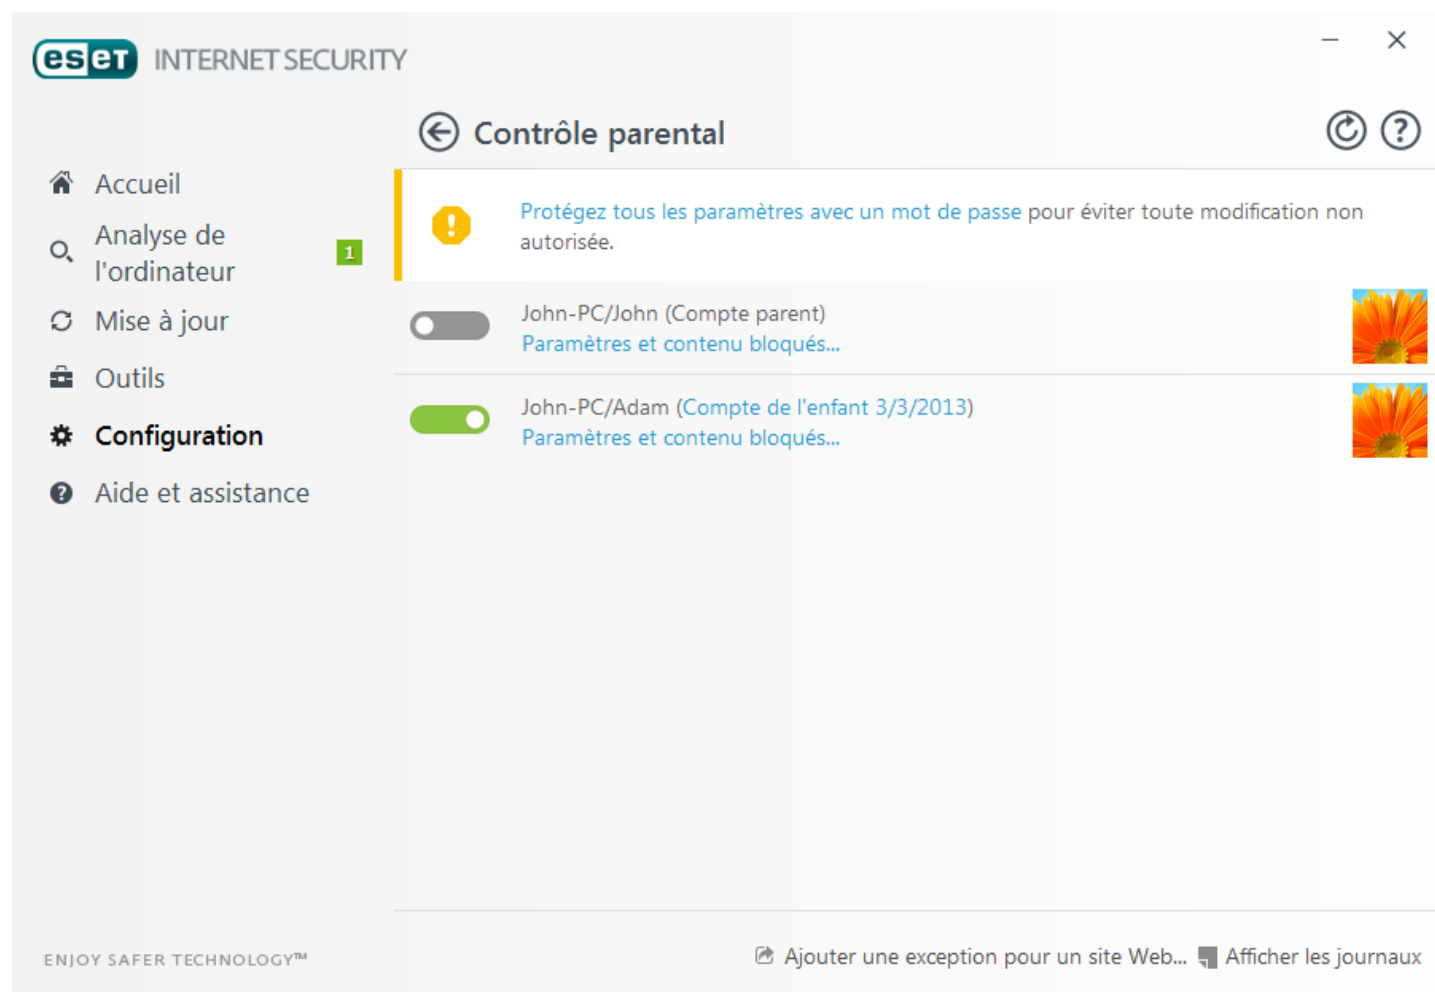 eset INTERNET SECURITY
Contrôle parental
Accueil
Analyse de
l'ordinateur
1
Mise à jour
Outils
Configuration
Aide et assistance
Protégez tous les paramètres avec un mot de passe pour éviter toute modification non
autorisée.
John-PC/John (Compte parent)
Paramètres et contenu bloqués...
John-PC/Adam (Compte de l'enfant 3/3/2013)
Paramètres et contenu bloqués...
ENJOY SAFER TECHNOLOGY™
Ajouter une exception pour un site Web... Afficher les journaux